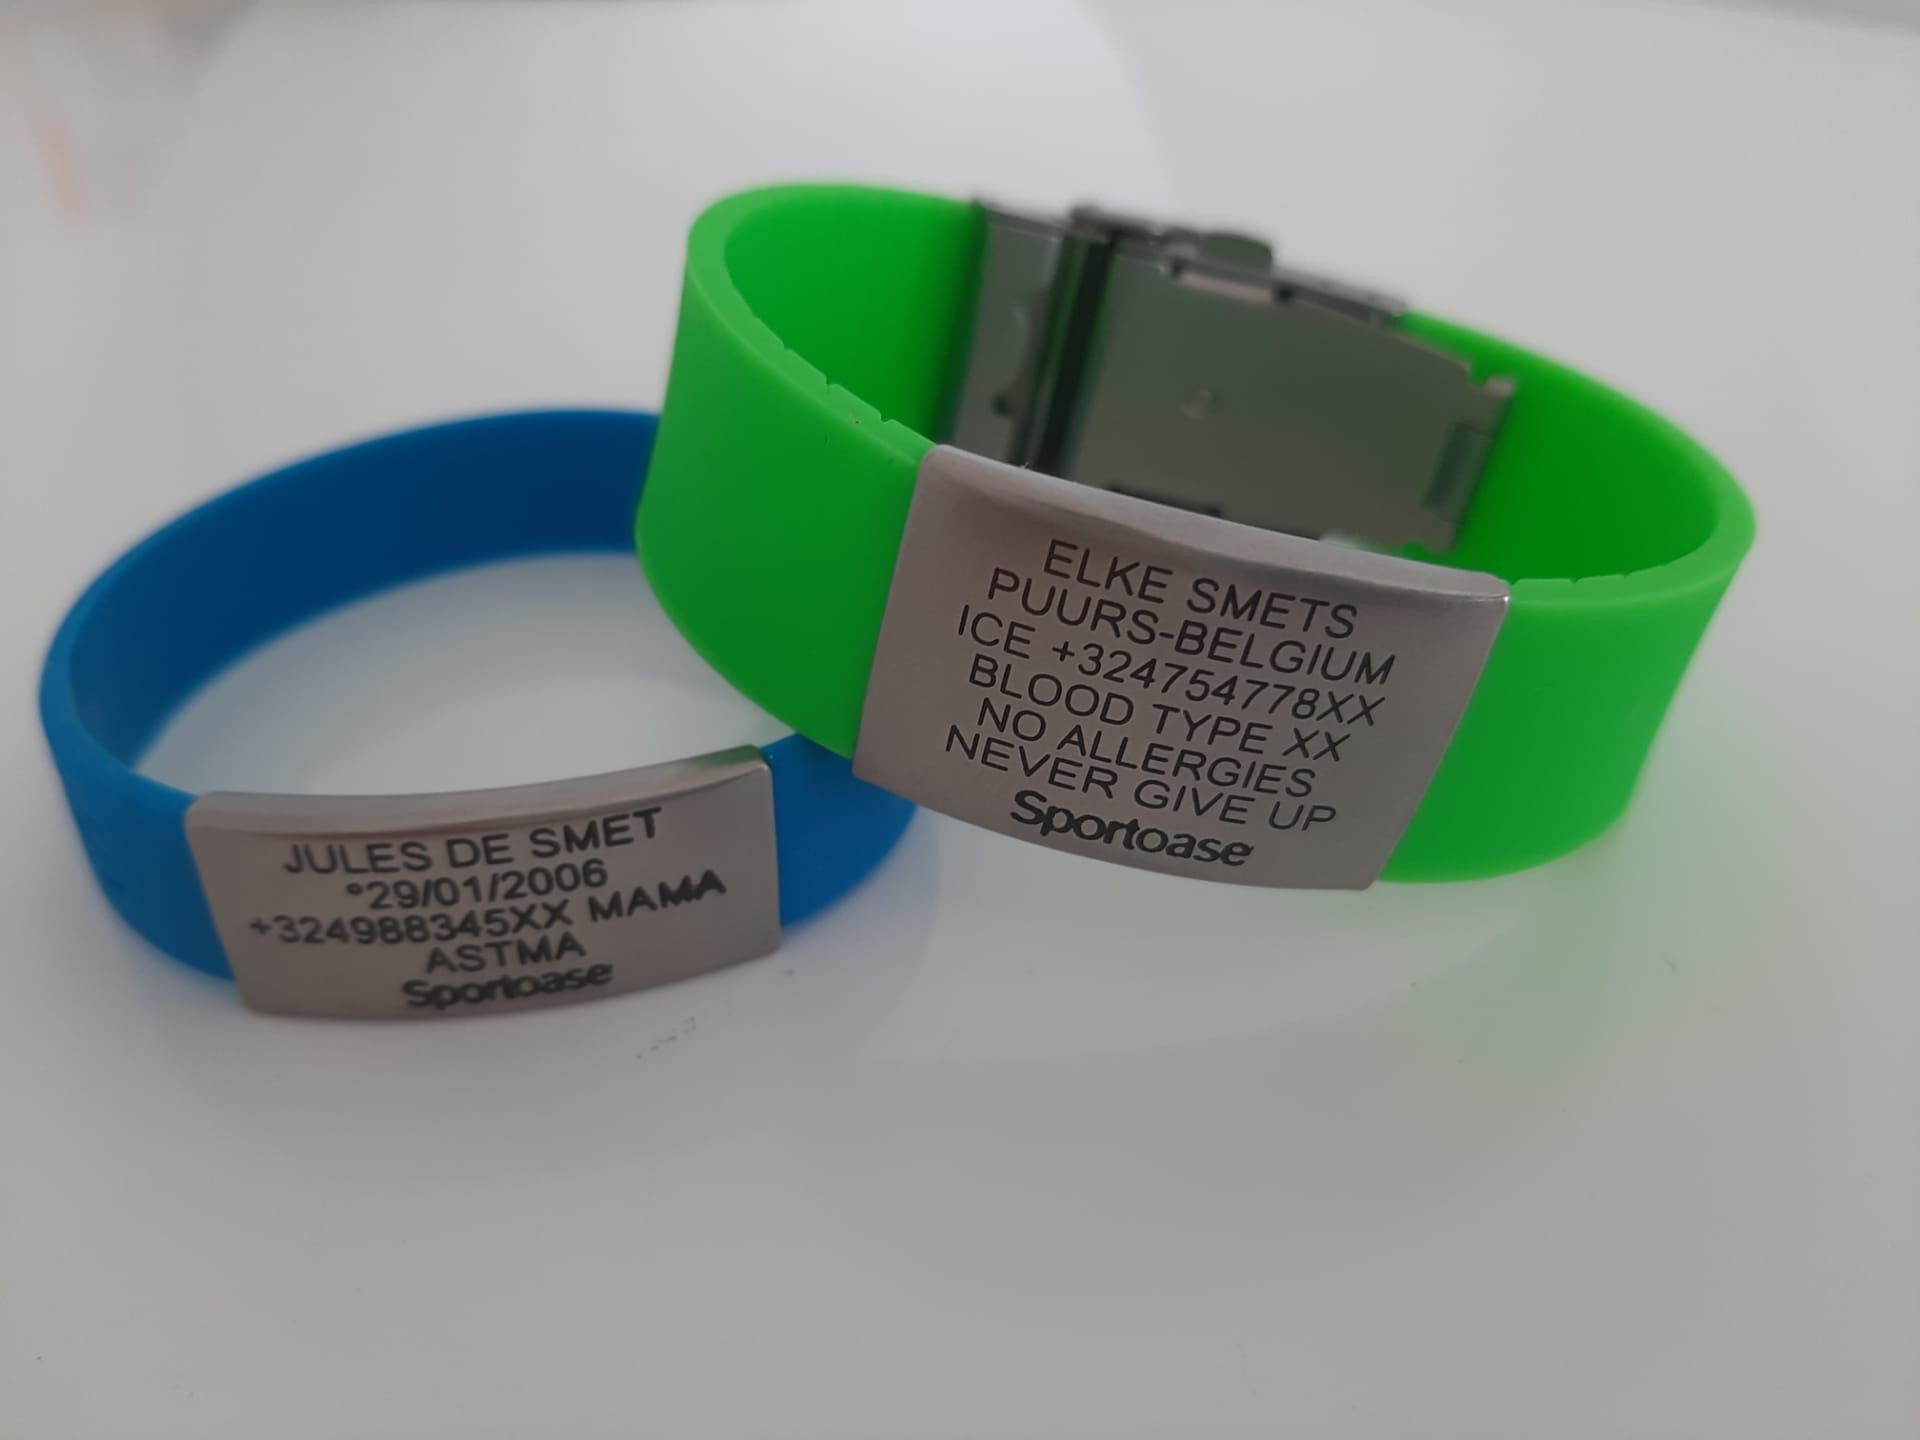 JULES DE SMET
°29/01/2006
+324988345XX MAMA
ASTMA
Sportoase
ELKE SMETS
PUURS-BELGIUM
ICE +324754778XX
BLOOD TYPE XX
NO ALLERGIES
NEVER GIVE UP
Sportoase